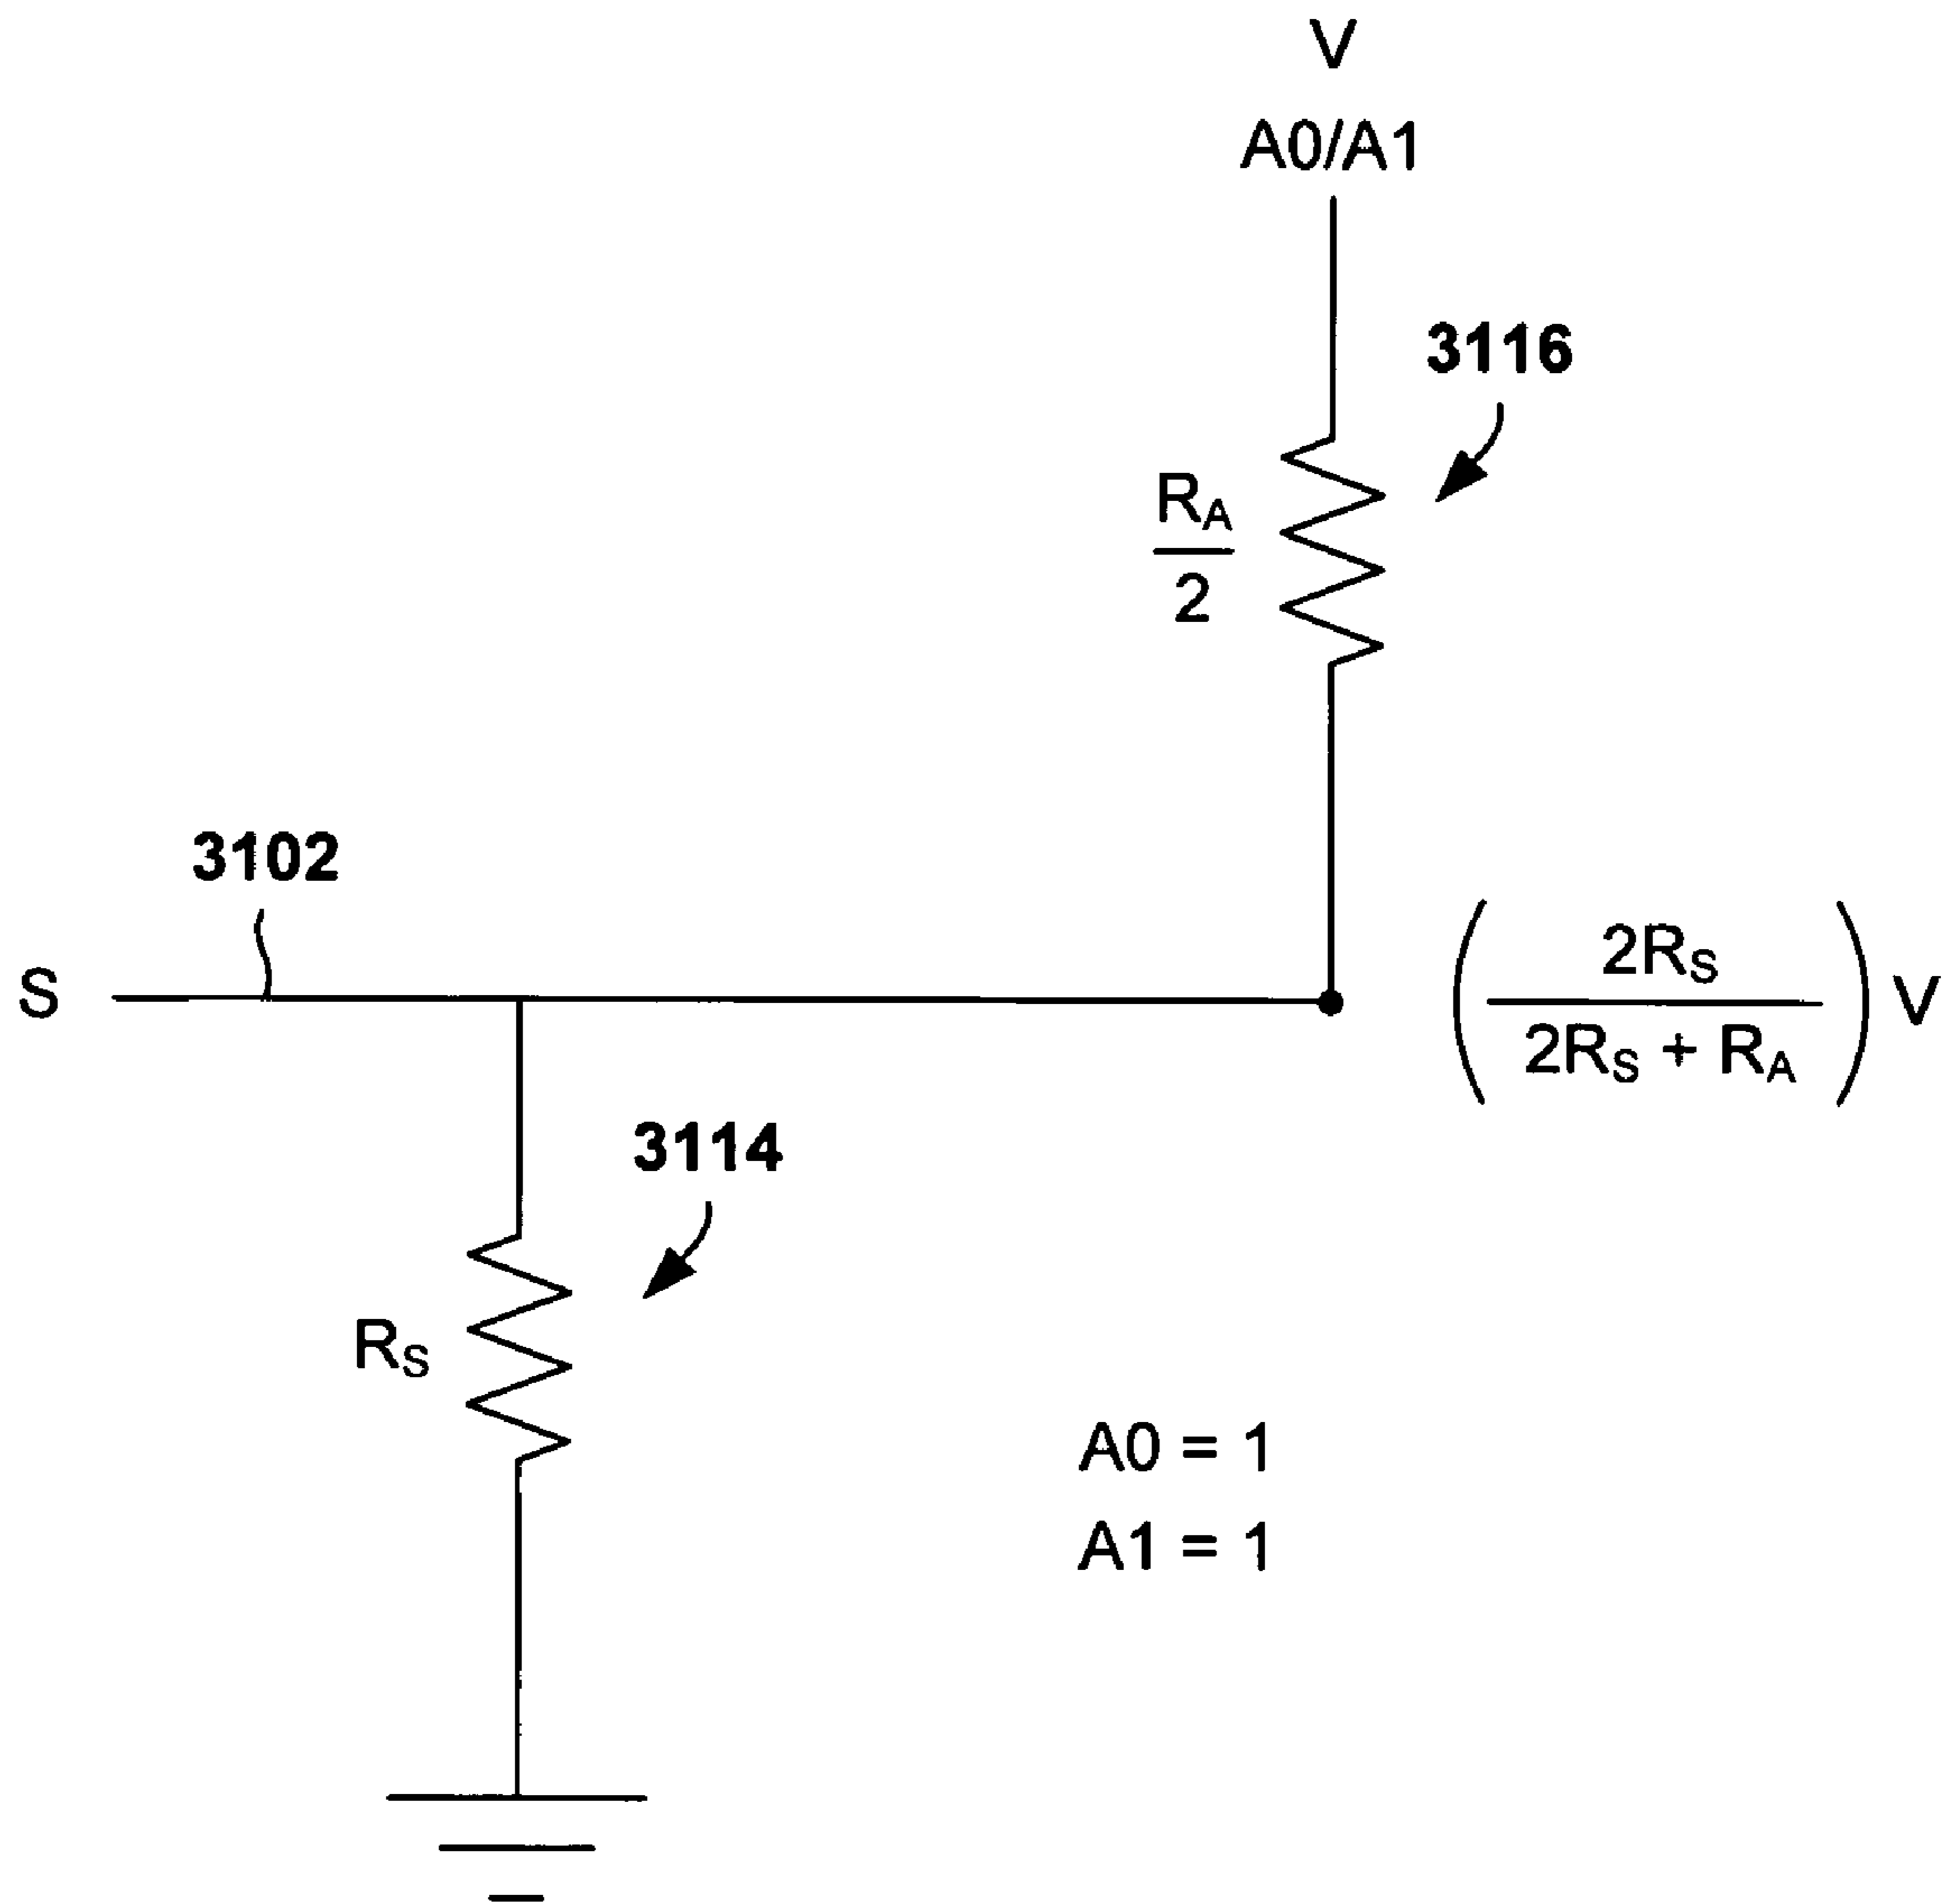 V
A0/A1
3116
R_A
2
3102
S
2R_S
2R_S + R_A
V
3114
R_S
A0 = 1
A1 = 1